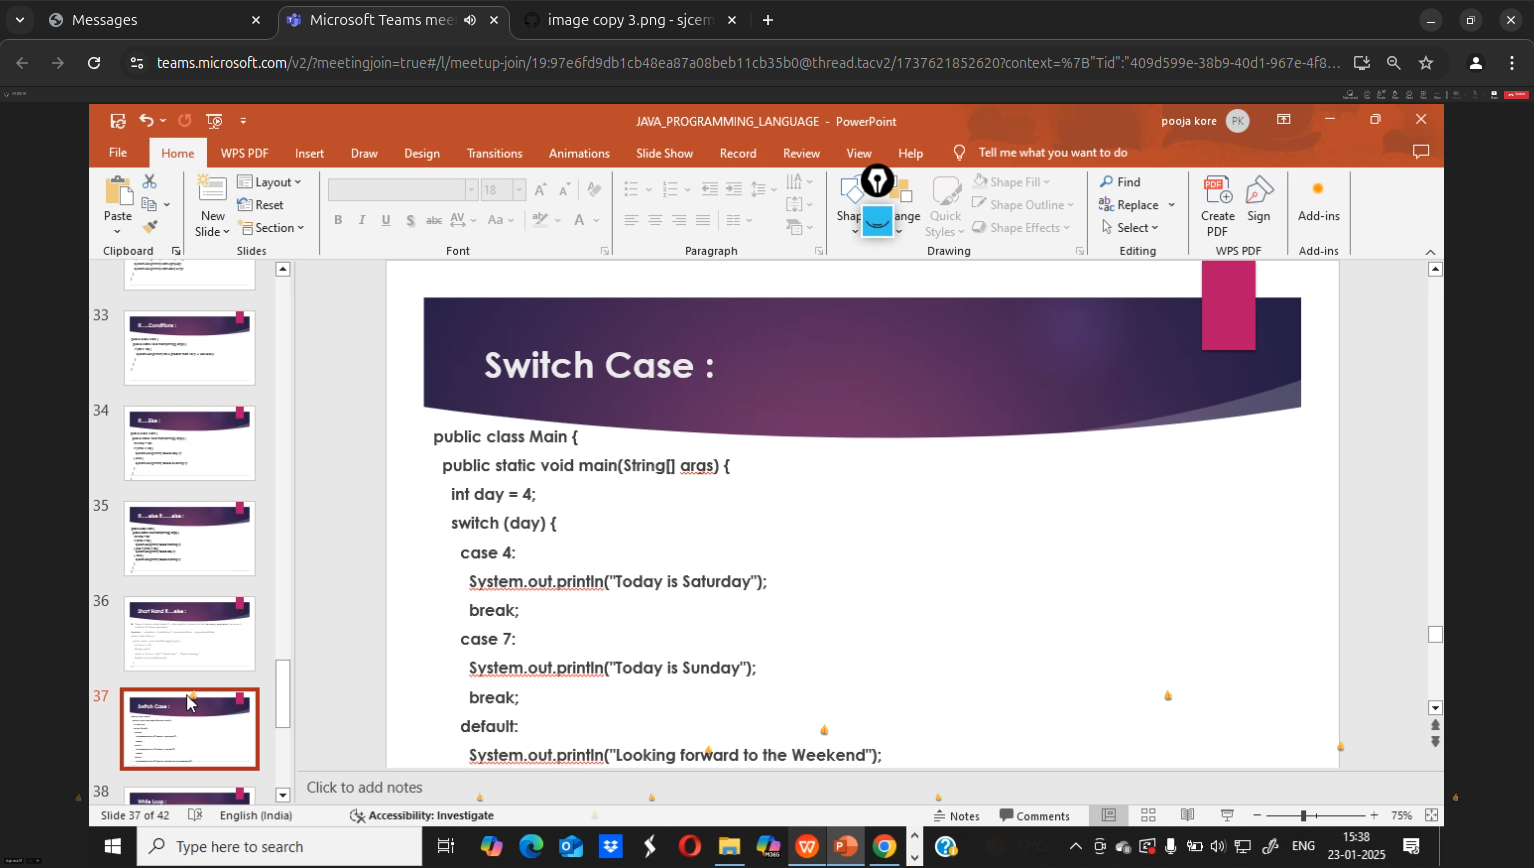 Messages
Microsoft Teams mee
image copy 3.png - sjcem
teams.microsoft.com/v2/?meetingjoin=true#/l/meetup-join/19:97e6fd9db1cb48ea87a08beb11cb35b0@thread.tacv2/1737621852620?context=%7B"Tid":"409d599e-38b9-40d1-967e-4f8...
JAVA_PROGRAMMING_LANGUAGE - PowerPoint
pooja kore
PK
File
Home
WPS PDF
Insert
Draw
Design
Transitions
Animations
Slide Show
Record
Review
View
Help
Tell me what you want to do
Paste
Clipboard
New
Slide
Layout
Reset
Section
Slides
18
B
I
U
S
abc
AV
Aa
A
Font
Paragraph
Quick
Styles
Shape Fill
Shape Outline
Shape Effects
Drawing
Find
Replace
Select
Editing
Create
PDF
Sign
WPS PDF
Add-ins
Add-ins
33
If.....Conditions :
34
If.....Else :
35
If.....else If........else :
36
Short Hand If....else :
37
Switch Case :
38
While Loop :
Switch Case :
public class Main {
public static void main(String[] args) {
int day = 4;
switch (day) {
case 4:
System.out.println("Today is Saturday");
break;
case 7:
System.out.println("Today is Sunday");
break;
default:
System.out.println("Looking forward to the Weekend");
Click to add notes
Slide 37 of 42
English (India)
Accessibility: Investigate
Notes
Comments
75%
Type here to search
M365
ENG
15:38
23-01-2025